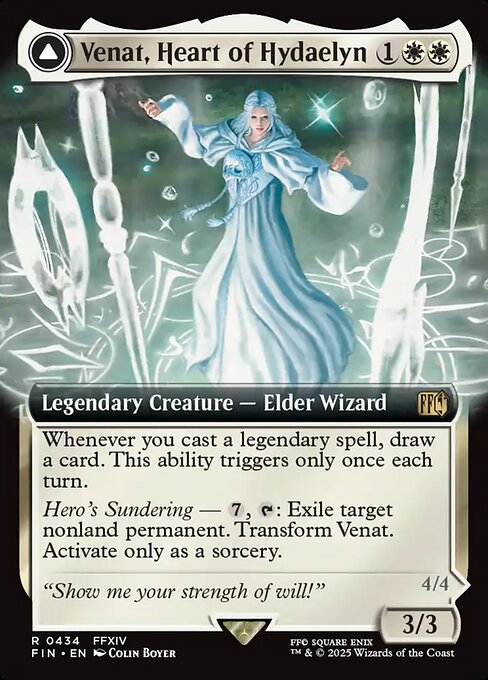 Venat, Heart of Hydaelyn 1
Legendary Creature — Elder Wizard FFXIV
Whenever you cast a legendary spell, draw
a card. This ability triggers only once each
turn.
Hero's Sundering — 7, : Exile target
nonland permanent. Transform Venat.
Activate only as a sorcery.
"Show me your strength of will!"
4/4
3/3
R 0434 FFXIV
FIN • EN Colin Boyer
FF© SQUARE ENIX
™ & © 2025 Wizards of the Coast